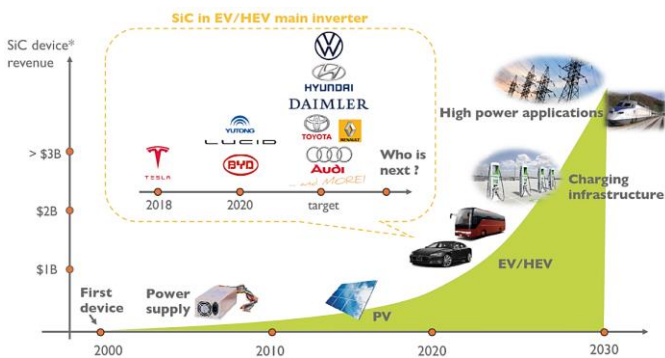 SiC in EV/HEV main inverter
SiC device*
revenue
> $3B
$2B
$1B
TESLA
YUTONG
LUCID
BYD
HYUNDAI
DAIMLER
TOYOTA
RENAULT
Audi
... and MORE!
Who is
next ?
2018
2020
target
High power applications
Charging
infrastructure
EV/HEV
PV
Power
supply
First
device
2000
2010
2020
2030